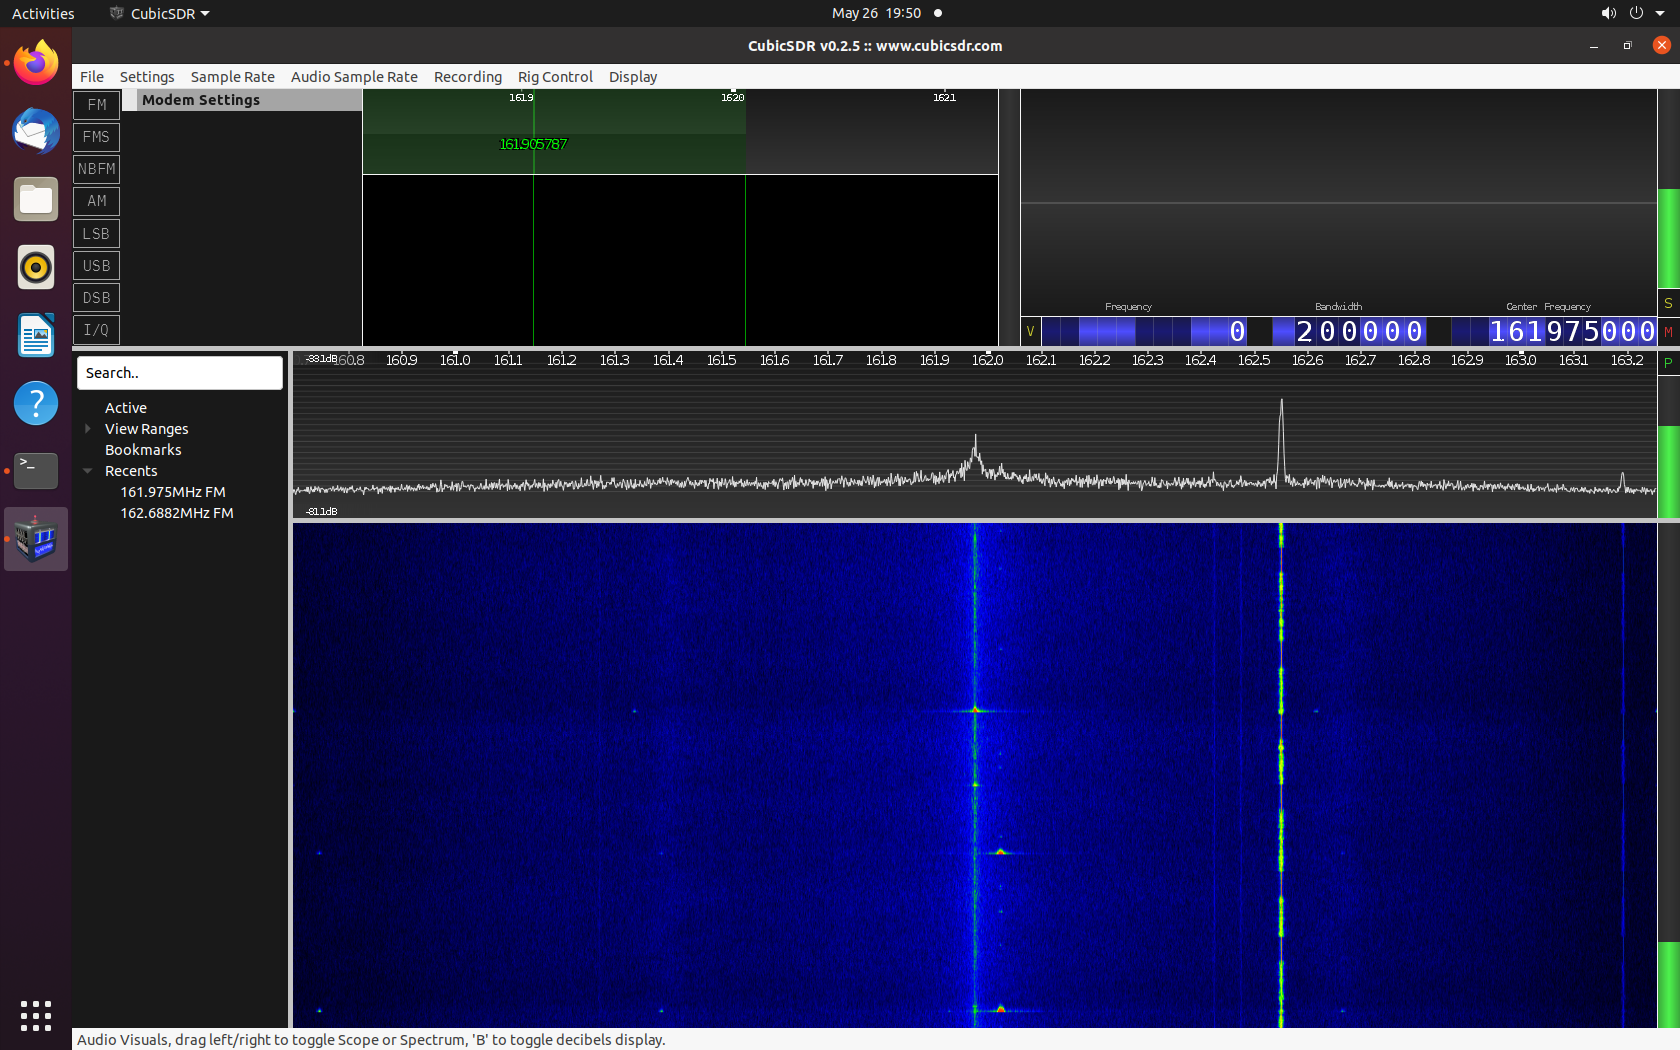 Activities CubicSDR May 26 19:50
CubicSDR v0.2.5 :: www.cubicsdr.com
File Settings Sample Rate Audio Sample Rate Recording Rig Control Display
FM
FMS
NBFM
AM
LSB
USB
DSB
I/Q
Modem Settings
161.9 162.0 162.1
161.905787
Frequency Bandwidth Center Frequency
V 0 200000 161975000
S
M
P
Search..
Active
View Ranges
Bookmarks
Recents
161.975MHz FM
162.6882MHz FM
-33.1dB 160.8 160.9 161.0 161.1 161.2 161.3 161.4 161.5 161.6 161.7 161.8 161.9 162.0 162.1 162.2 162.3 162.4 162.5 162.6 162.7 162.8 162.9 163.0 163.1 163.2
-81.1dB
Audio Visuals, drag left/right to toggle Scope or Spectrum, 'B' to toggle decibels display.